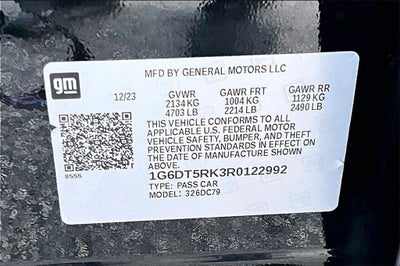 gm
MFD BY GENERAL MOTORS LLC
12/23 GVWR GAWR FRT GAWR RR
2134 KG 1004 KG 1129 KG
4703 LB 2214 LB 2490 LB
THIS VEHICLE CONFORMS TO ALL
APPLICABLE U.S. FEDERAL MOTOR
VEHICLE SAFETY, BUMPER, AND THEFT
PREVENTION STANDARDS IN EFFECT ON
THE DATE OF MANUFACTURE SHOWN
ABOVE.
8555
1G6DT5RK3R0122992
TYPE: PASS CAR
MODEL: 326DC79